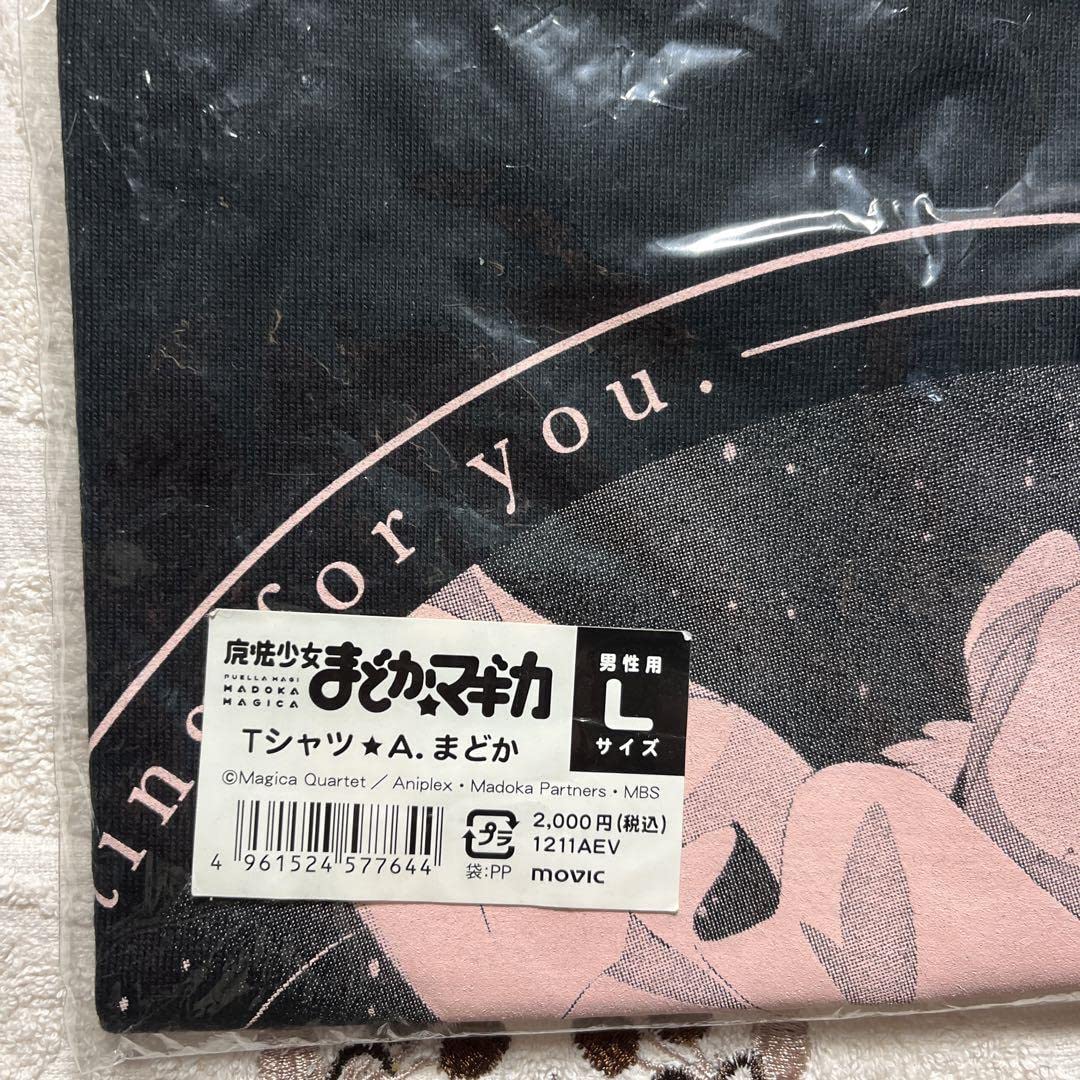 for you.
魔法少女
まどか★マギカ
PUELLA MAGI
MADOKA
MAGICA
Tシャツ★A.まどか
男性用
L
サイズ
©Magica Quartet／Aniplex・Madoka Partners・MBS
4 961524 577644
プラ
袋:PP
2,000円(税込)
1211AEV
movic